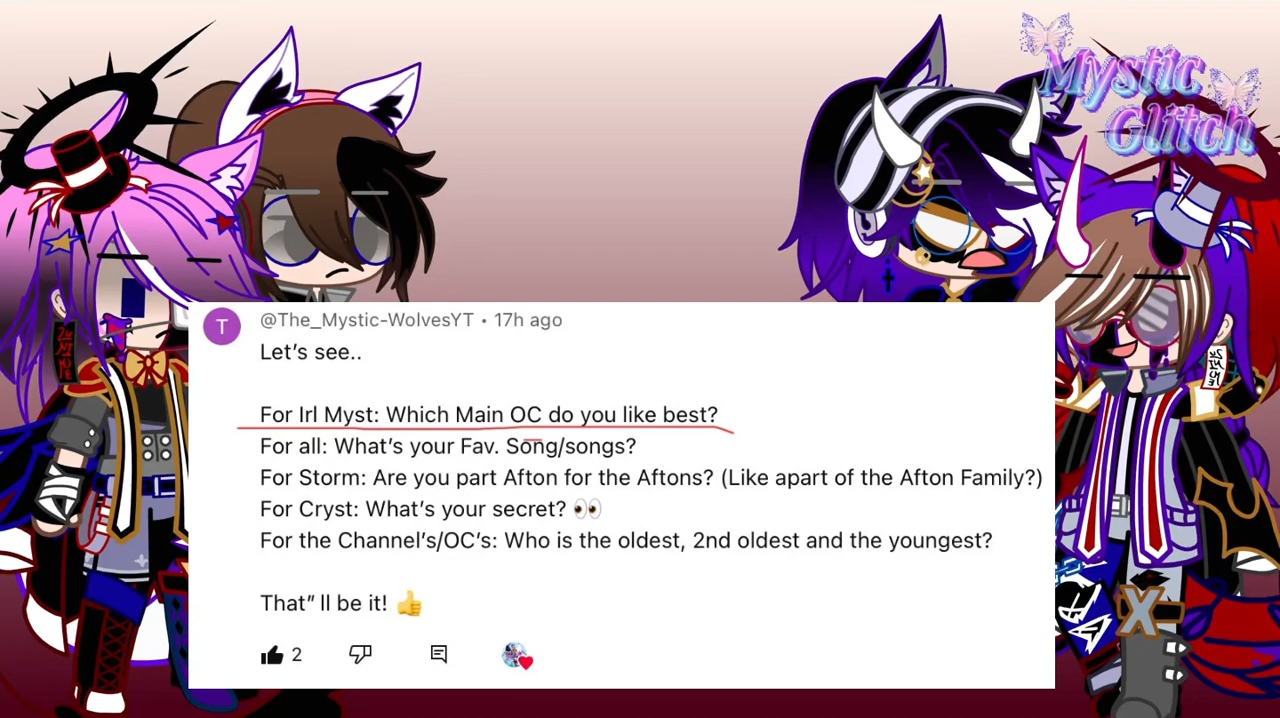 Mystic
Glitch
T
@The_Mystic-WolvesYT • 17h ago
Let's see..
For Irl Myst: Which Main OC do you like best?
For all: What's your Fav. Song/songs?
For Storm: Are you part Afton for the Aftons? (Like apart of the Afton Family?)
For Cryst: What's your secret? 👀
For the Channel's/OC's: Who is the oldest, 2nd oldest and the youngest?
That" ll be it! 👍
2
X